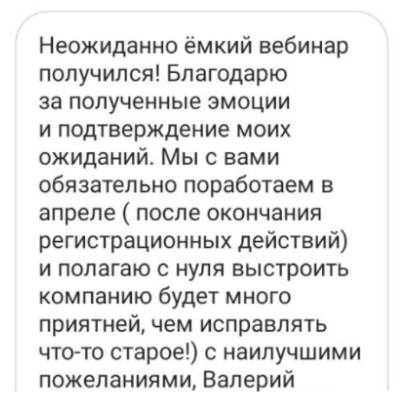 Неожиданно ёмкий вебинар
получился! Благодарю
за полученные эмоции
и подтверждение моих
ожиданий. Мы с вами
обязательно поработаем в
апреле ( после окончания
регистрационных действий)
и полагаю с нуля выстроить
компанию будет много
приятней, чем исправлять
что-то старое!) с наилучшими
пожеланиями, Валерий